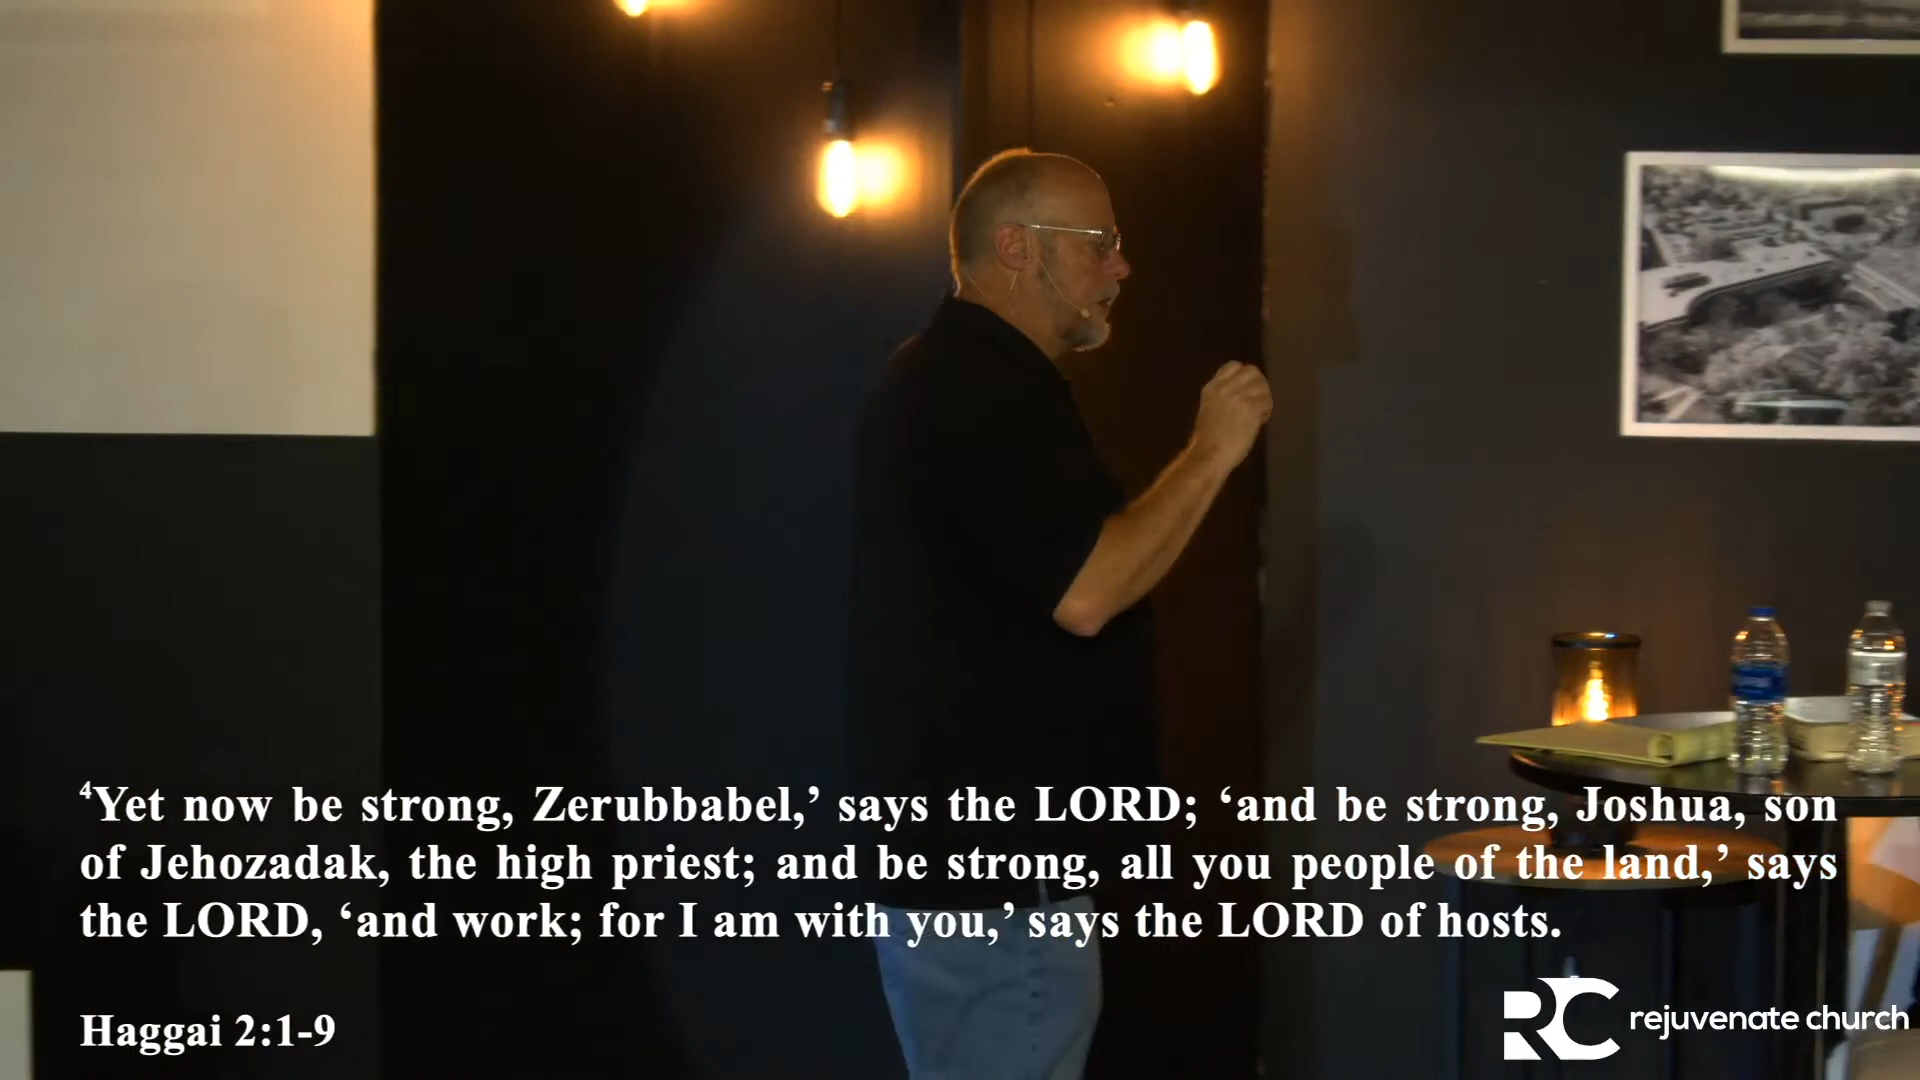 ⁴Yet now be strong, Zerubbabel,’ says the LORD; ‘and be strong, Joshua, son
of Jehozadak, the high priest; and be strong, all you people of the land,’ says
the LORD, ‘and work; for I am with you,’ says the LORD of hosts.
Haggai 2:1-9
RC rejuvenate church